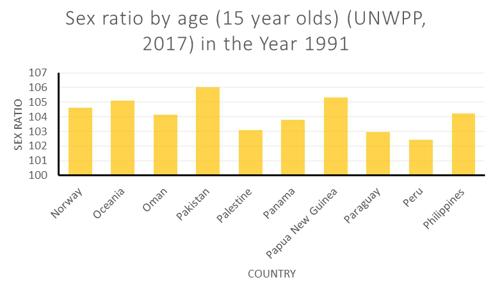 Sex ratio by age (15 year olds) (UNWPP,
2017) in the Year 1991
107
106
105
104
103
102
101
100
SEX RATIO
Norway
Oceania
Oman
Pakistan
Palestine
Panama
Papua New Guinea
Paraguay
Peru
Philippines
COUNTRY